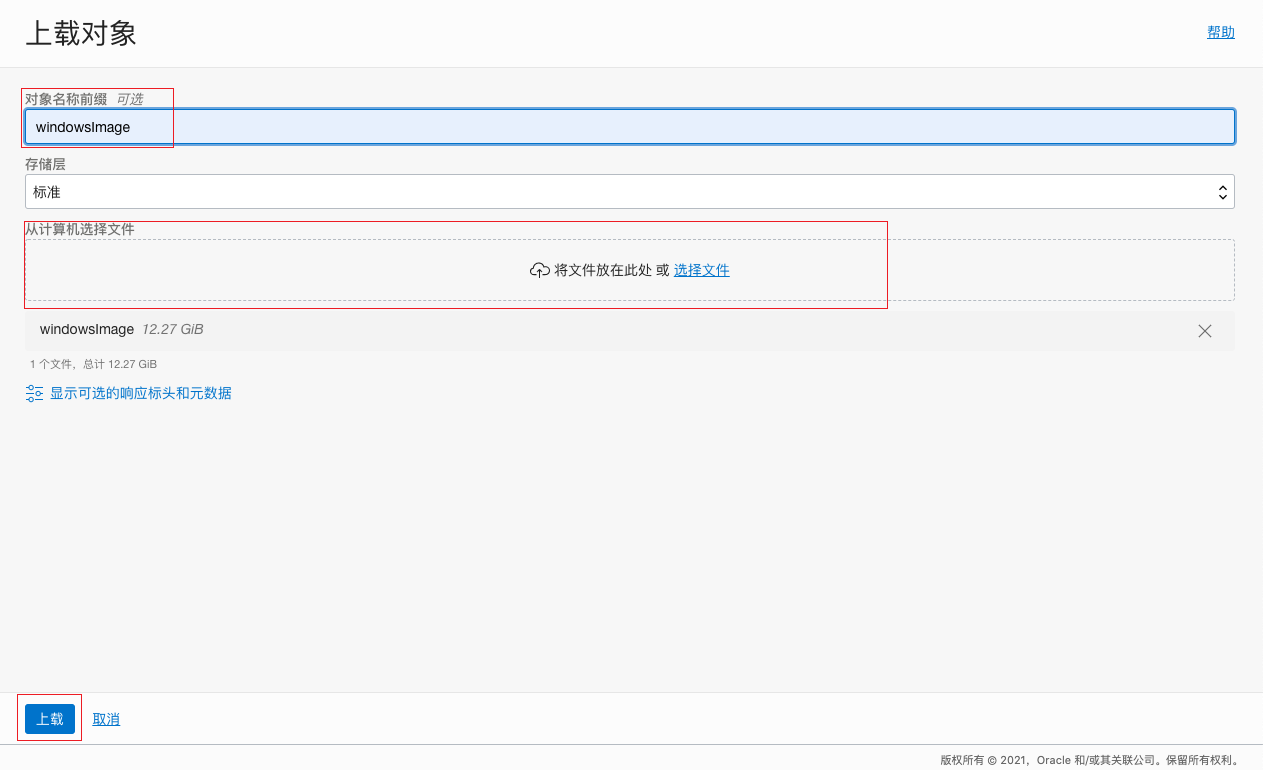 上载对象
帮助
对象名称前缀 可选
windowsImage
存储层
标准
从计算机选择文件
将文件放在此处 或 选择文件
windowsImage 12.27 GiB
1 个文件，总计 12.27 GiB
显示可选的响应标头和元数据
上载 取消
版权所有 © 2021，Oracle 和/或其关联公司。保留所有权利。